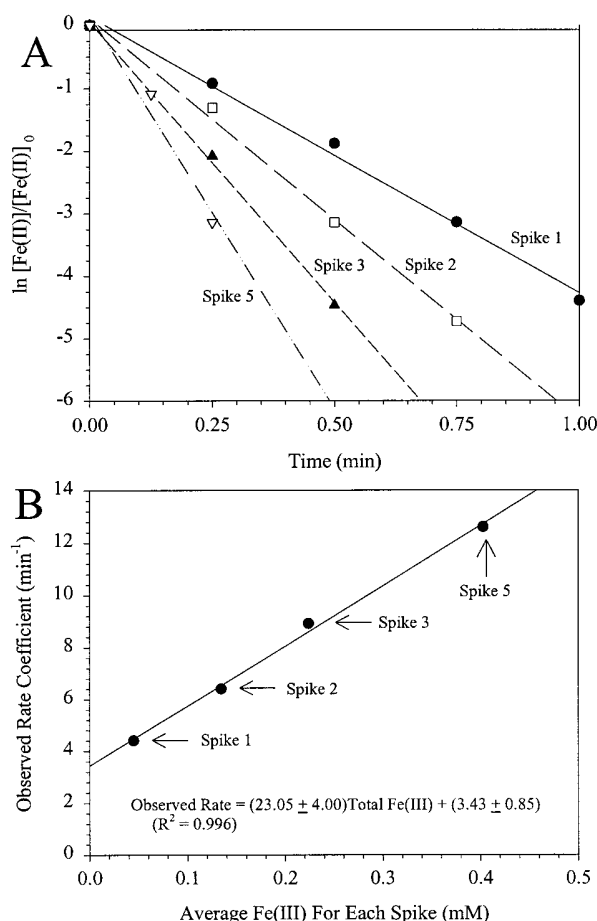 A
0
-1
-2
-3
-4
-5
-6
ln [Fe(II)]/[Fe(II)]0
Spike 1
Spike 2
Spike 3
Spike 5
0.00 0.25 0.50 0.75 1.00
Time (min)
B
14
12
10
8
6
4
2
0
Observed Rate Coefficient (min-1)
Spike 5
Spike 3
Spike 2
Spike 1
Observed Rate = (23.05 ± 4.00)Total Fe(III) + (3.43 ± 0.85)
(R2 = 0.996)
0.0 0.1 0.2 0.3 0.4 0.5
Average Fe(III) For Each Spike (mM)